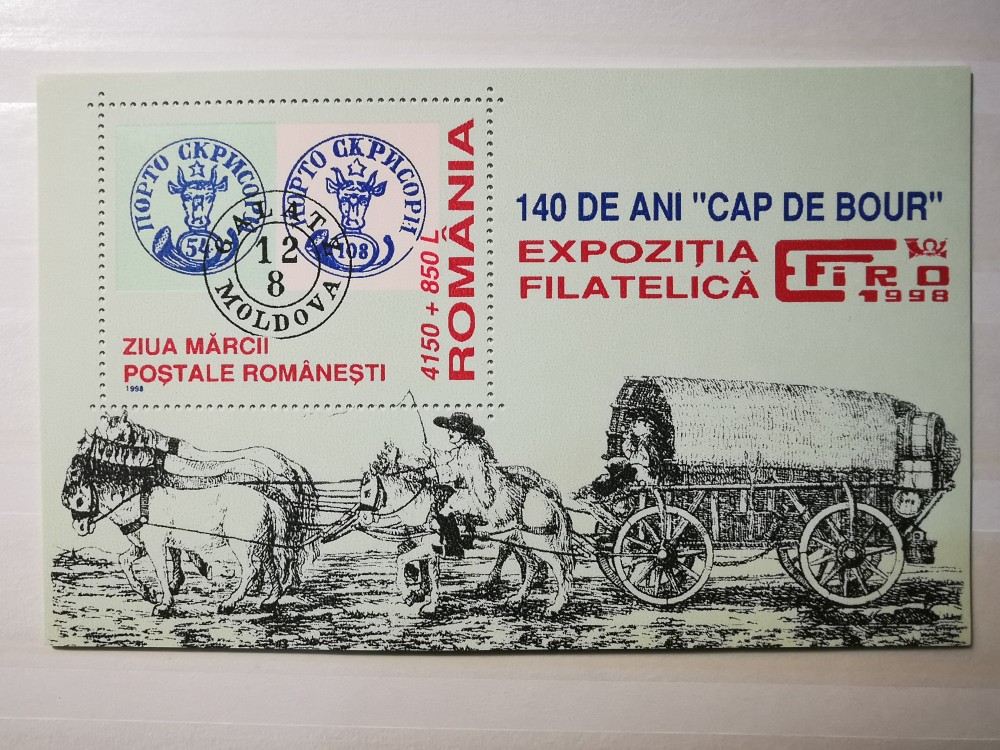 ПОРТО СКРИСОРИ
54
ПОРТО СКРИСОРИ
108
GALATZ
12
8
MOLDOVA
ZIUA MĂRCII
POȘTALE ROMÂNEȘTI
1998
4150 + 850 L
ROMÂNIA
140 DE ANI "CAP DE BOUR"
EXPOZIȚIA
FILATELICĂ
EFIRO
1998